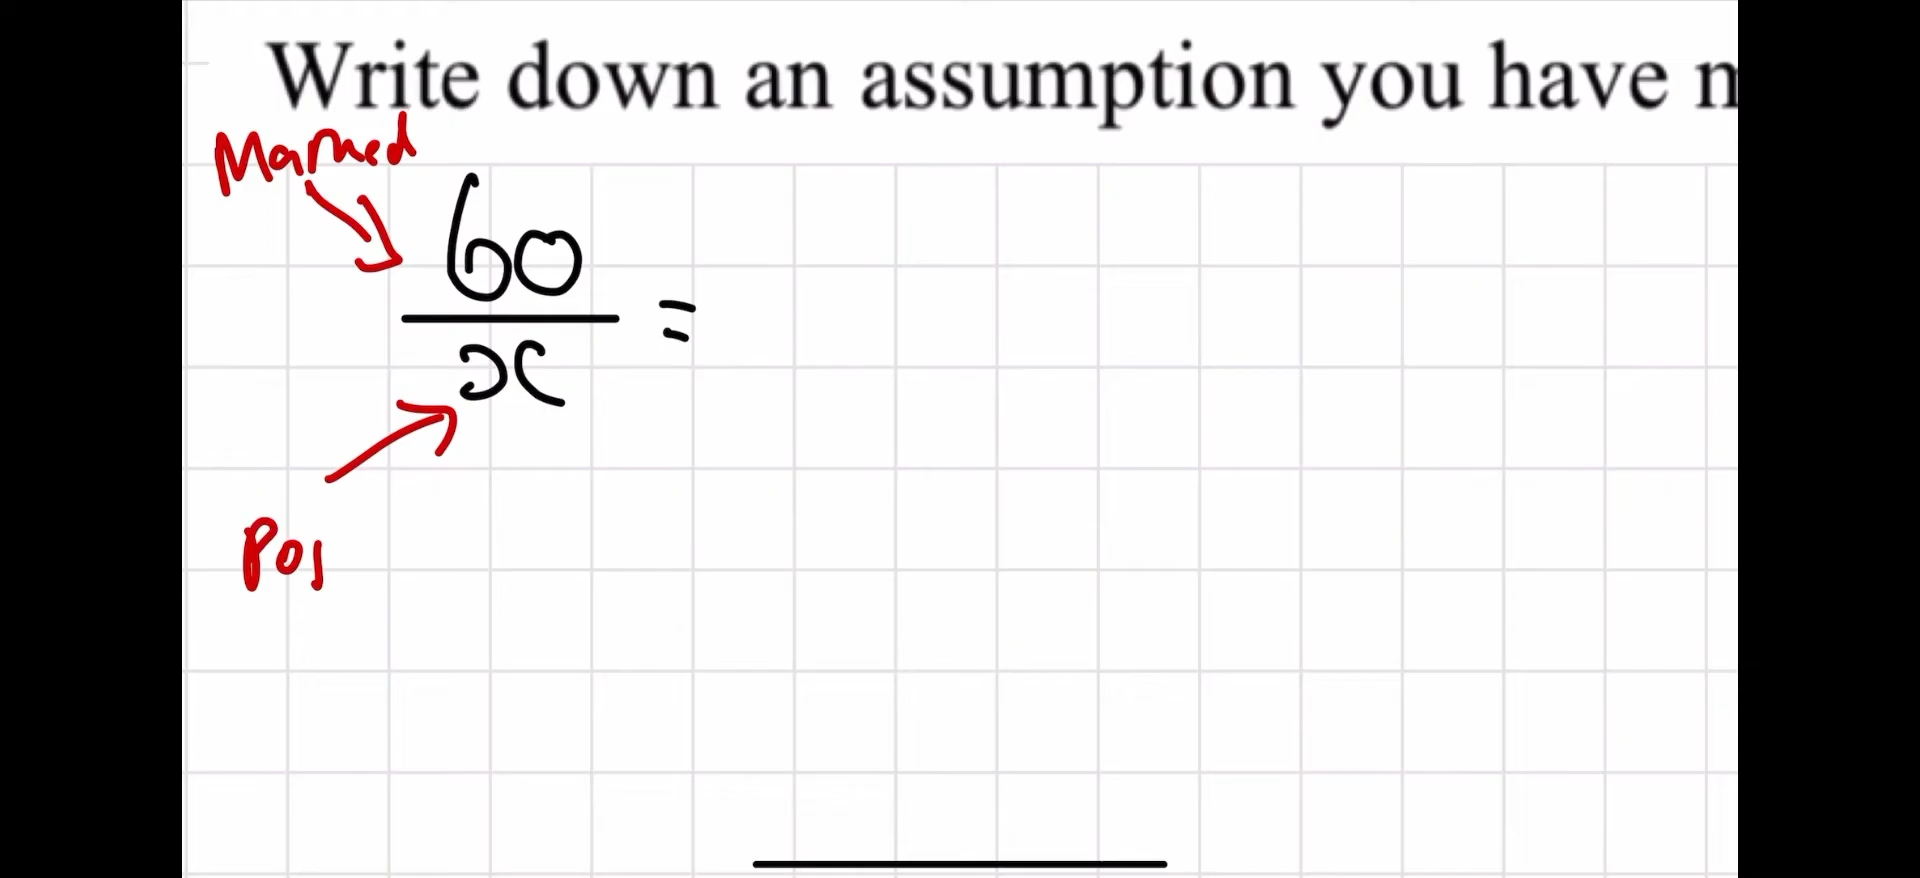 Write down an assumption you have m
Marked
60
x
=
Pos